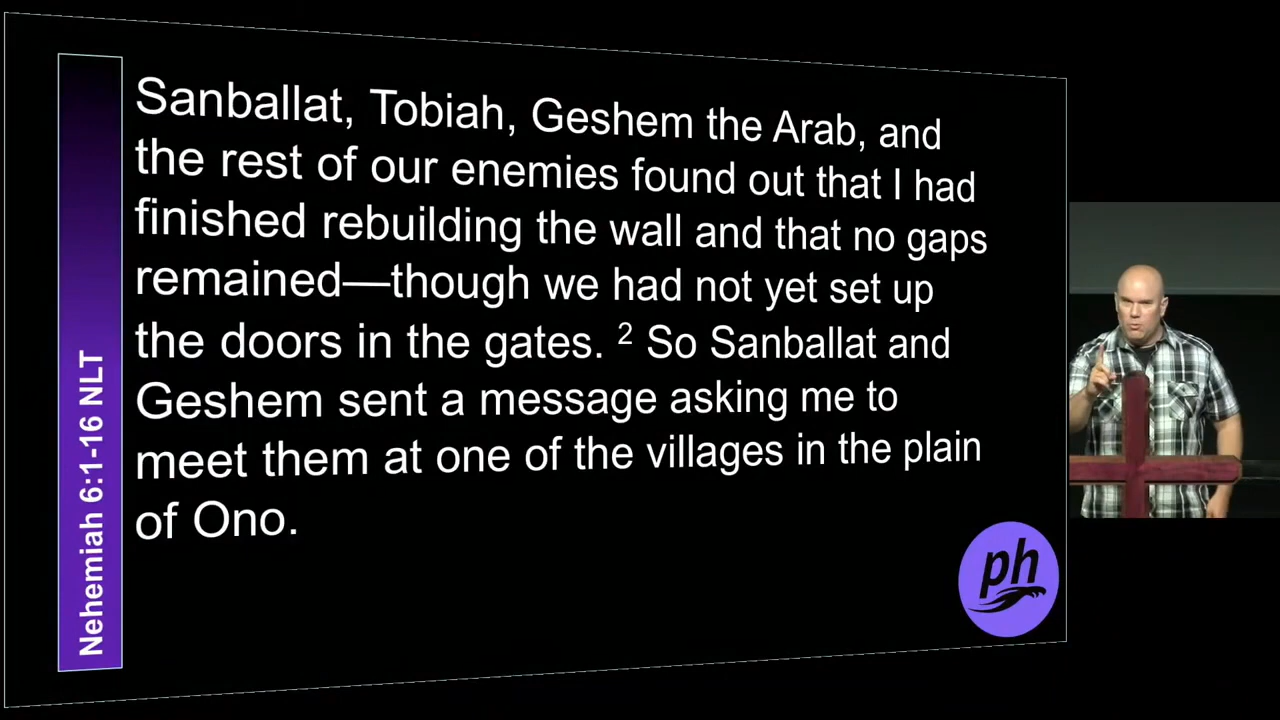 Sanballat, Tobiah, Geshem the Arab, and
the rest of our enemies found out that I had
finished rebuilding the wall and that no gaps
remained—though we had not yet set up
the doors in the gates. ² So Sanballat and
Geshem sent a message asking me to
meet them at one of the villages in the plain
of Ono.
Nehemiah 6:1-16 NLT
ph